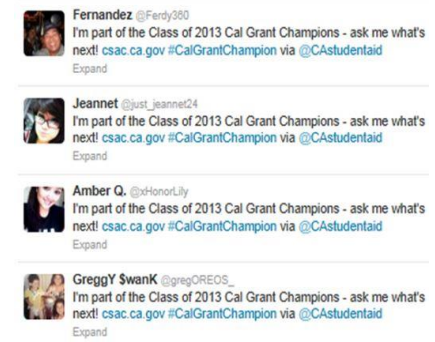 Fernandez @Ferdy360
I'm part of the Class of 2013 Cal Grant Champions - ask me what's
next! csac.ca.gov #CalGrantChampion via @CAstudentaid
Expand
Jeannet @just_jeannet24
I'm part of the Class of 2013 Cal Grant Champions - ask me what's
next! csac.ca.gov #CalGrantChampion via @CAstudentaid
Expand
Amber Q. @xHonorLily
I'm part of the Class of 2013 Cal Grant Champions - ask me what's
next! csac.ca.gov #CalGrantChampion via @CAstudentaid
Expand
GreggY $wanK @gregOREOS_
I'm part of the Class of 2013 Cal Grant Champions - ask me what's
next! csac.ca.gov #CalGrantChampion via @CAstudentaid
Expand